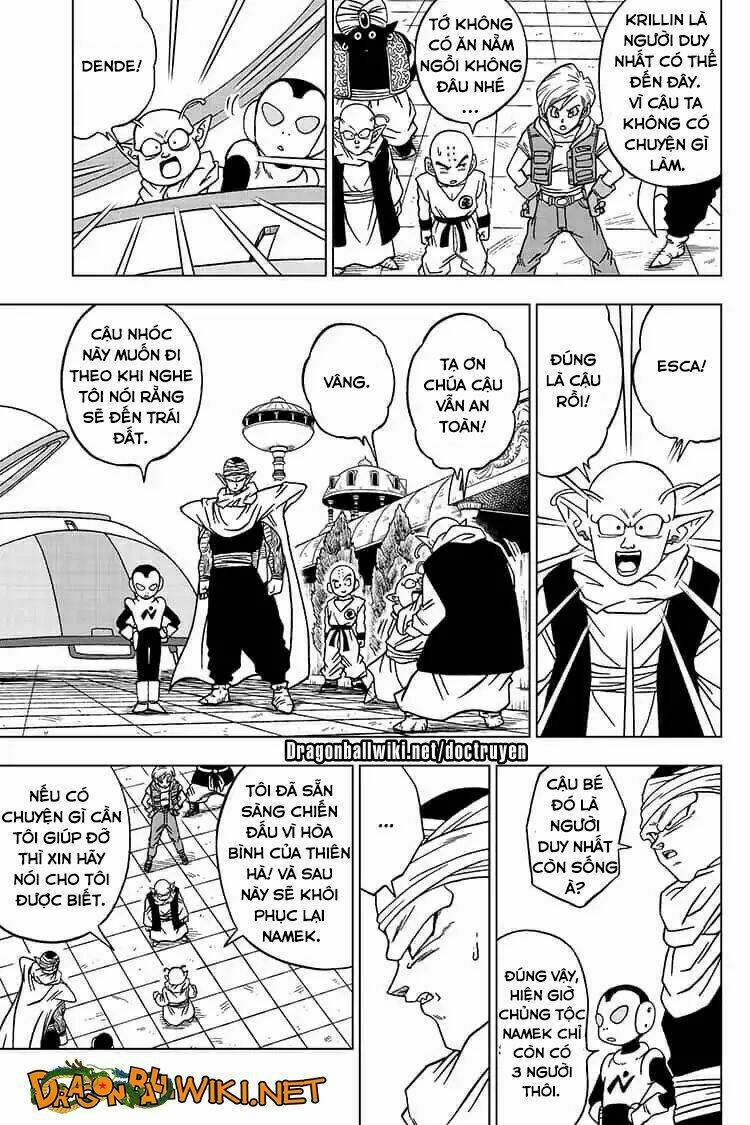 KRILLIN LÀ
NGƯỜI DUY
NHẤT CÓ THỂ
ĐẾN ĐÂY.
VÌ CẬU TA
KHÔNG CÓ
CHUYỆN GÌ
LÀM.
TỚ KHÔNG
CÓ ĂN NẰM
NGỒI KHÔNG
ĐÂU NHÉ
...
DENDE!
ESCA!
ĐÚNG
LÀ CẬU
RỒI!
TẠ ƠN
CHÚA CẬU
VẪN AN
TOÀN!
VÂNG.
CẬU NHÓC
NÀY MUỐN ĐI
THEO KHI NGHE
TÔI NÓI RẰNG
SẼ ĐẾN TRÁI
ĐẤT.
Dragonballwiki.net/doctruyen
CẬU BÉ
ĐÓ LÀ
NGƯỜI
DUY NHẤT
CÒN SỐNG
À?
ĐÚNG VẬY,
HIỆN GIỜ
CHỦNG TỘC
NAMEK CHỈ
CÒN CÓ
3 NGƯỜI
THÔI.
...
TÔI ĐÃ SẴN
SÀNG CHIẾN
ĐẤU VÌ HÒA
BÌNH CỦA THIÊN
HÀ! VÀ SAU
NÀY SẼ KHÔI
PHỤC LẠI
NAMEK.
NẾU CÓ
CHUYỆN GÌ CẦN
TÔI GIÚP ĐỠ
THÌ XIN HÃY
NÓI CHO TÔI
ĐƯỢC BIẾT.
DRAGON BALL WIKI.NET